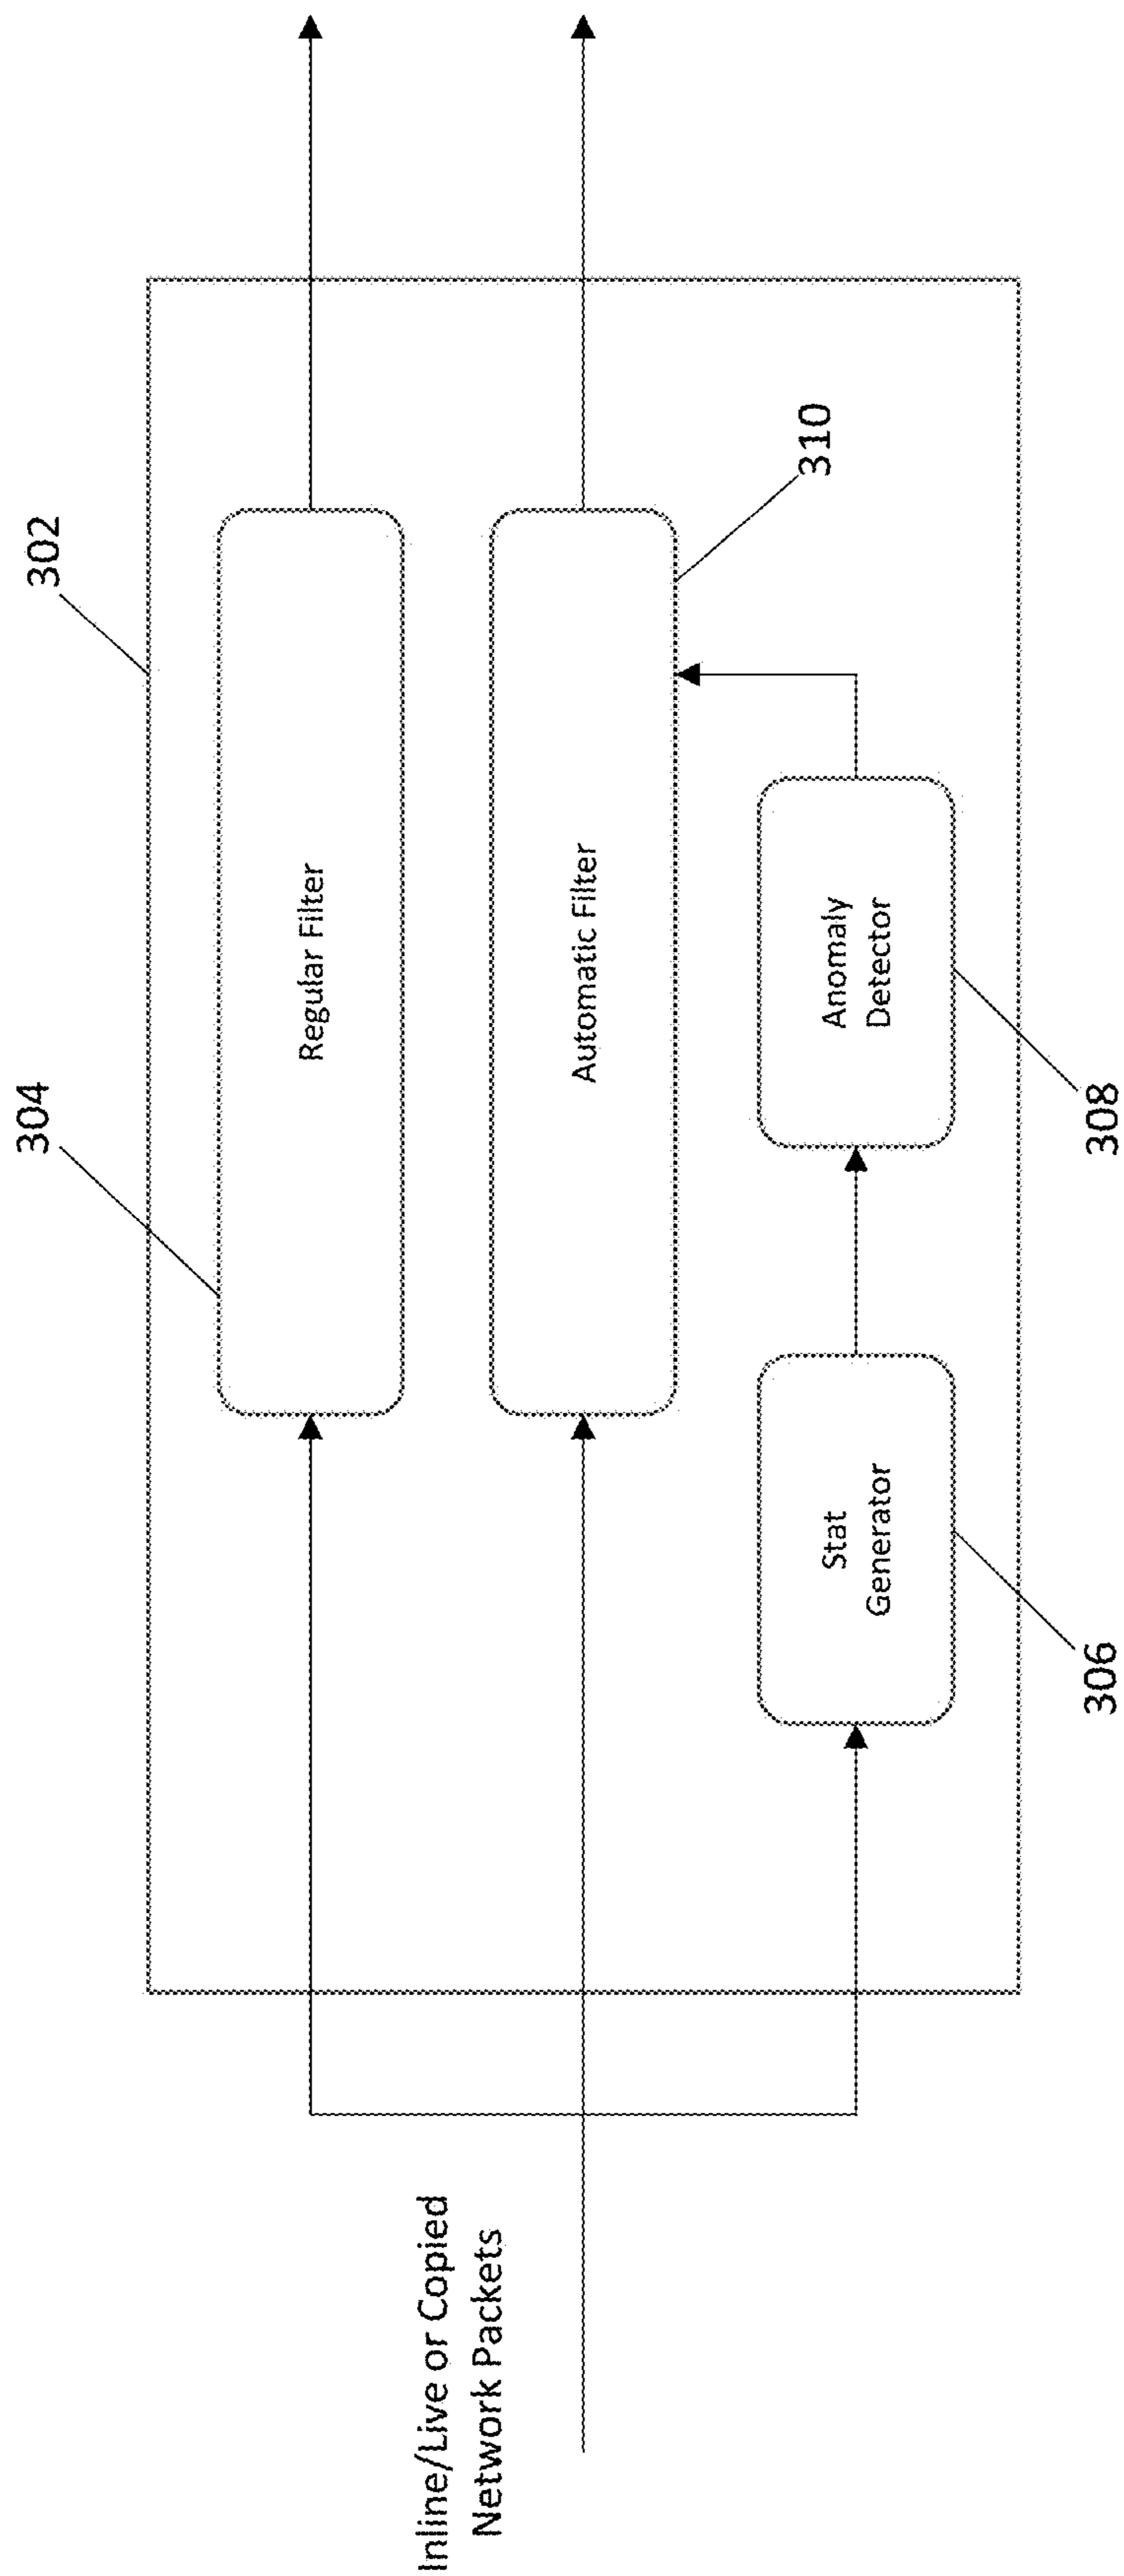 302
304
Regular Filter
Inline/Live or Copied
Network Packets
Automatic Filter
310
Stat
Generator
Anomaly
Detector
306
308